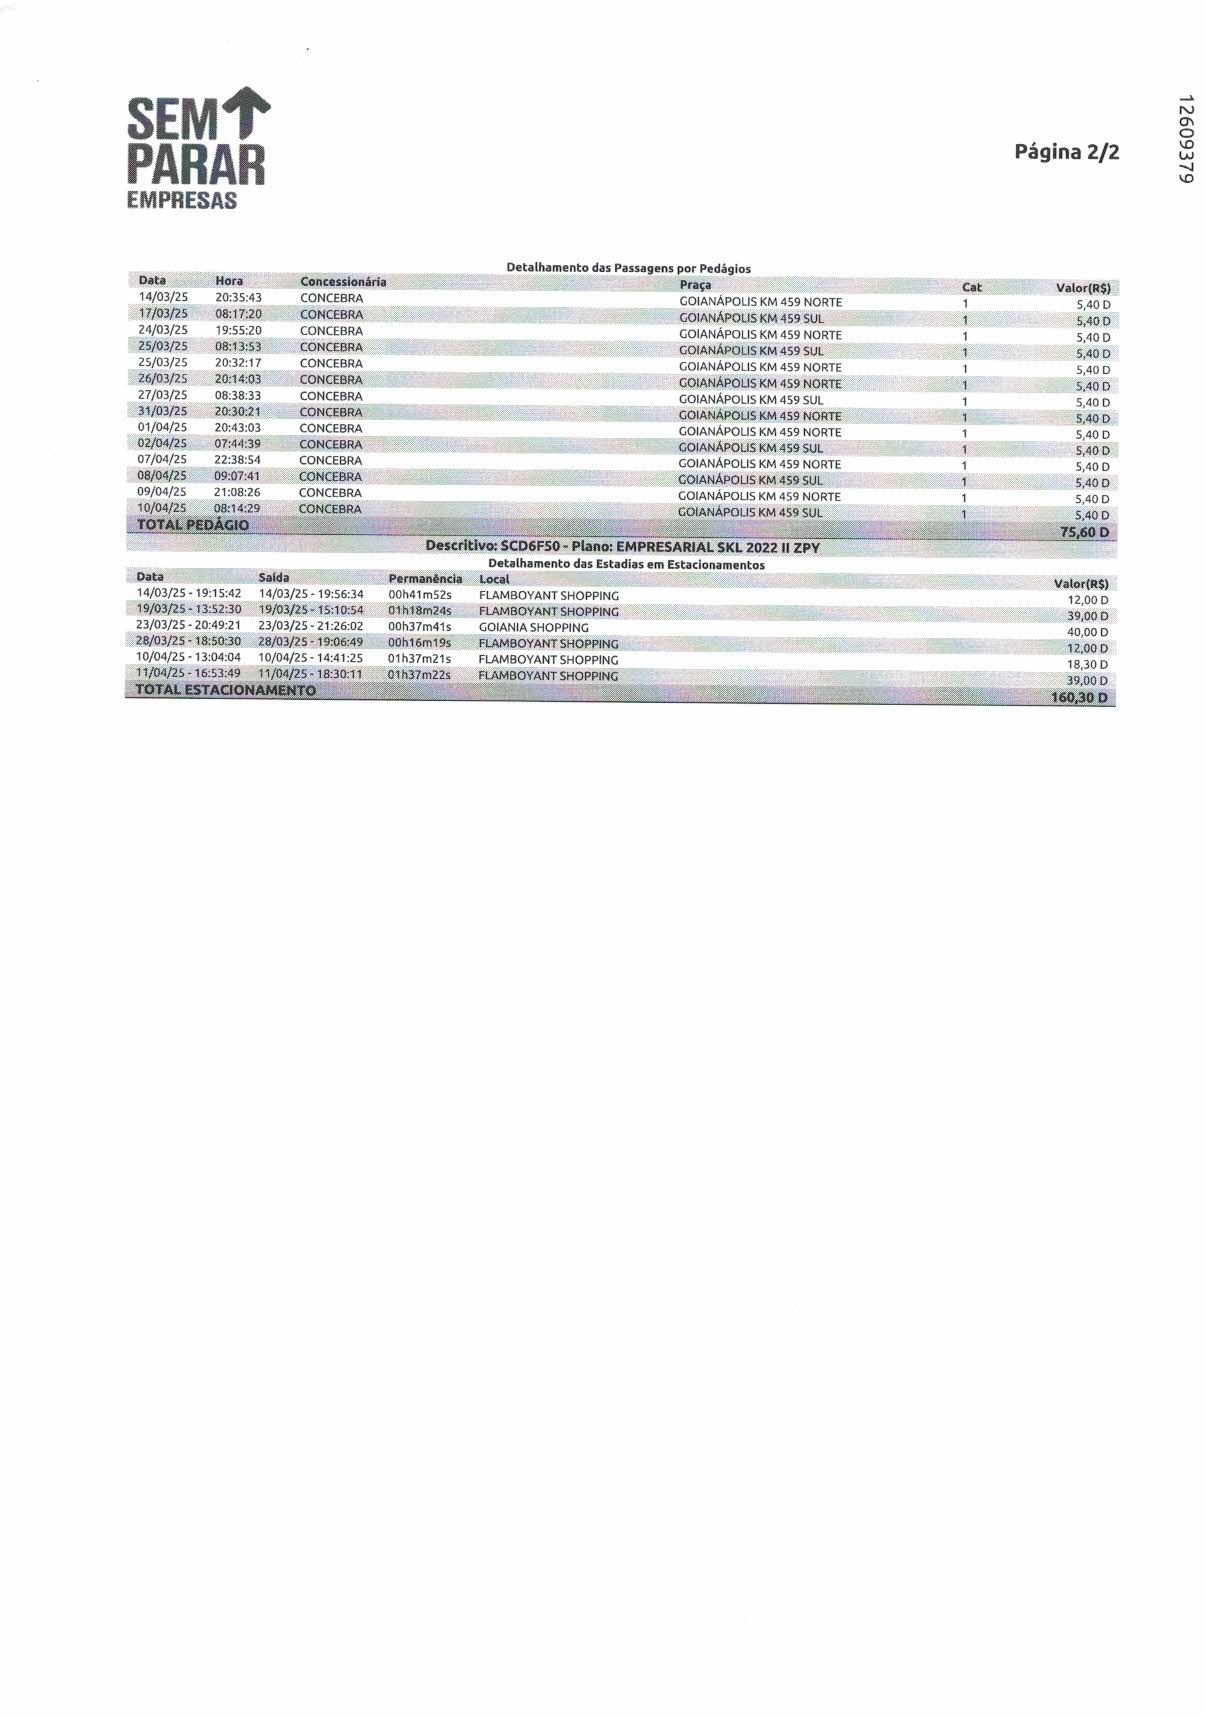 SEM
PARAR
EMPRESAS
Página 2/2
12609379
Detalhamento das Passagens por Pedágios
Data Hora Concessionária Praça Cat Valor(R$)
14/03/25 20:35:43 CONCEBRA GOIANÁPOLIS KM 459 NORTE 1 5,40 D
17/03/25 08:17:20 CONCEBRA GOIANÁPOLIS KM 459 SUL 1 5,40 D
24/03/25 19:55:20 CONCEBRA GOIANÁPOLIS KM 459 NORTE 1 5,40 D
25/03/25 08:13:53 CONCEBRA GOIANÁPOLIS KM 459 SUL 1 5,40 D
25/03/25 20:32:17 CONCEBRA GOIANÁPOLIS KM 459 NORTE 1 5,40 D
26/03/25 20:14:03 CONCEBRA GOIANÁPOLIS KM 459 NORTE 1 5,40 D
27/03/25 08:38:33 CONCEBRA GOIANÁPOLIS KM 459 SUL 1 5,40 D
31/03/25 20:30:21 CONCEBRA GOIANÁPOLIS KM 459 NORTE 1 5,40 D
01/04/25 20:43:03 CONCEBRA GOIANÁPOLIS KM 459 NORTE 1 5,40 D
02/04/25 07:44:39 CONCEBRA GOIANÁPOLIS KM 459 SUL 1 5,40 D
07/04/25 22:38:54 CONCEBRA GOIANÁPOLIS KM 459 NORTE 1 5,40 D
08/04/25 09:07:41 CONCEBRA GOIANÁPOLIS KM 459 SUL 1 5,40 D
09/04/25 21:08:26 CONCEBRA GOIANÁPOLIS KM 459 NORTE 1 5,40 D
10/04/25 08:14:29 CONCEBRA GOIANÁPOLIS KM 459 SUL 1 5,40 D
TOTAL PEDÁGIO 75,60 D
Descritivo: SCD6F50 - Plano: EMPRESARIAL SKL 2022 II ZPY
Detalhamento das Estadias em Estacionamentos
Data Saída Permanência Local Valor(R$)
14/03/25 - 19:15:42 14/03/25 - 19:56:34 00h41m52s FLAMBOYANT SHOPPING 12,00 D
19/03/25 - 13:52:30 19/03/25 - 15:10:54 01h18m24s FLAMBOYANT SHOPPING 39,00 D
23/03/25 - 20:49:21 23/03/25 - 21:26:02 00h37m41s GOIANIA SHOPPING 40,00 D
28/03/25 - 18:50:30 28/03/25 - 19:06:49 00h16m19s FLAMBOYANT SHOPPING 12,00 D
10/04/25 - 13:04:04 10/04/25 - 14:41:25 01h37m21s FLAMBOYANT SHOPPING 18,30 D
11/04/25 - 16:53:49 11/04/25 - 18:30:11 01h37m22s FLAMBOYANT SHOPPING 39,00 D
TOTAL ESTACIONAMENTO 160,30 D